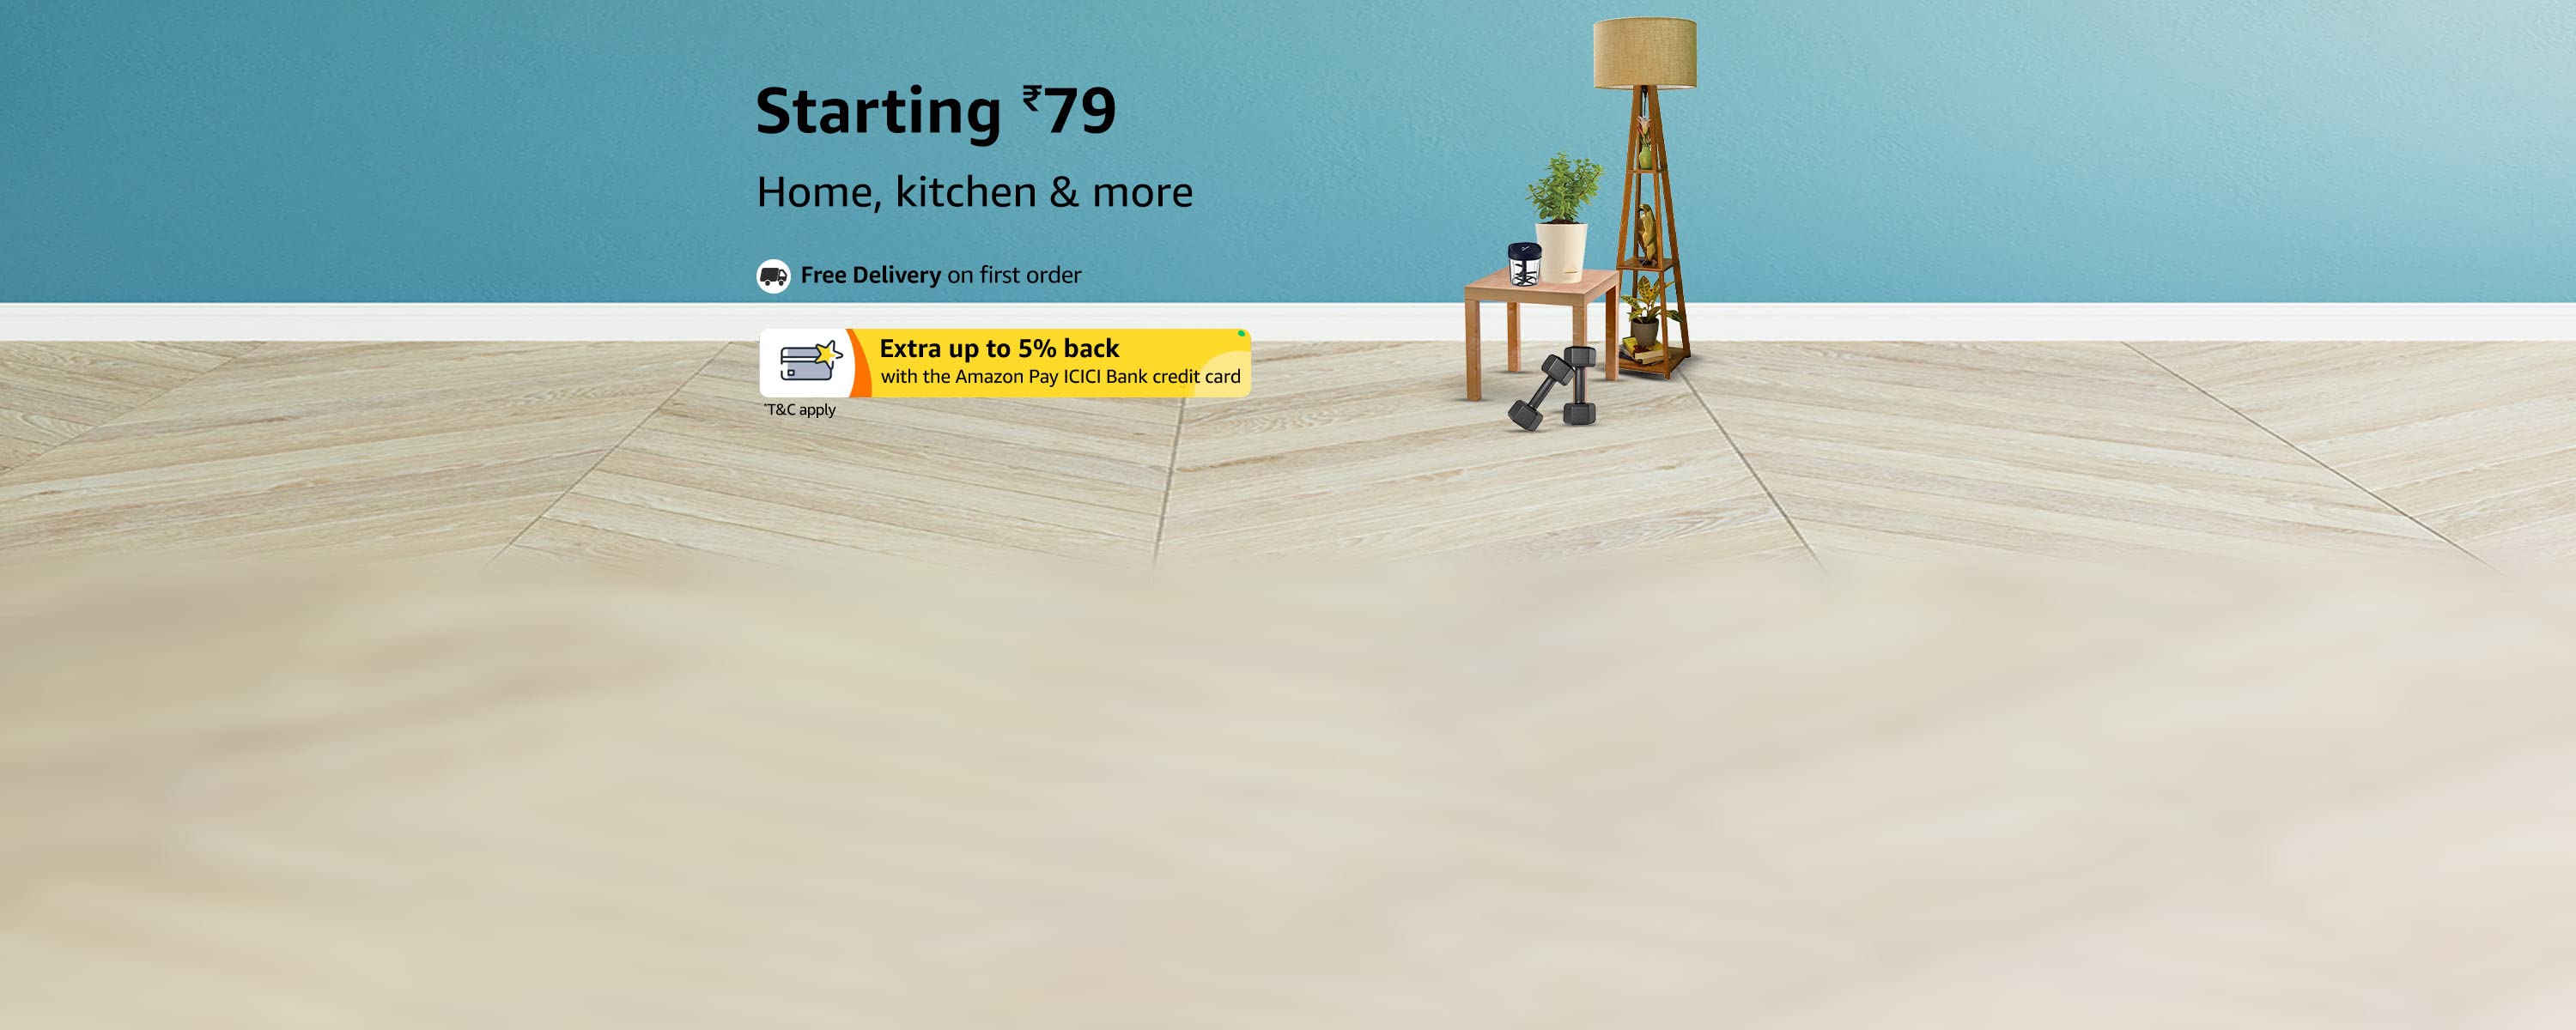 Starting ₹79
Home, kitchen & more
Free Delivery on first order
Extra up to 5% back
with the Amazon Pay ICICI Bank credit card
*T&C apply